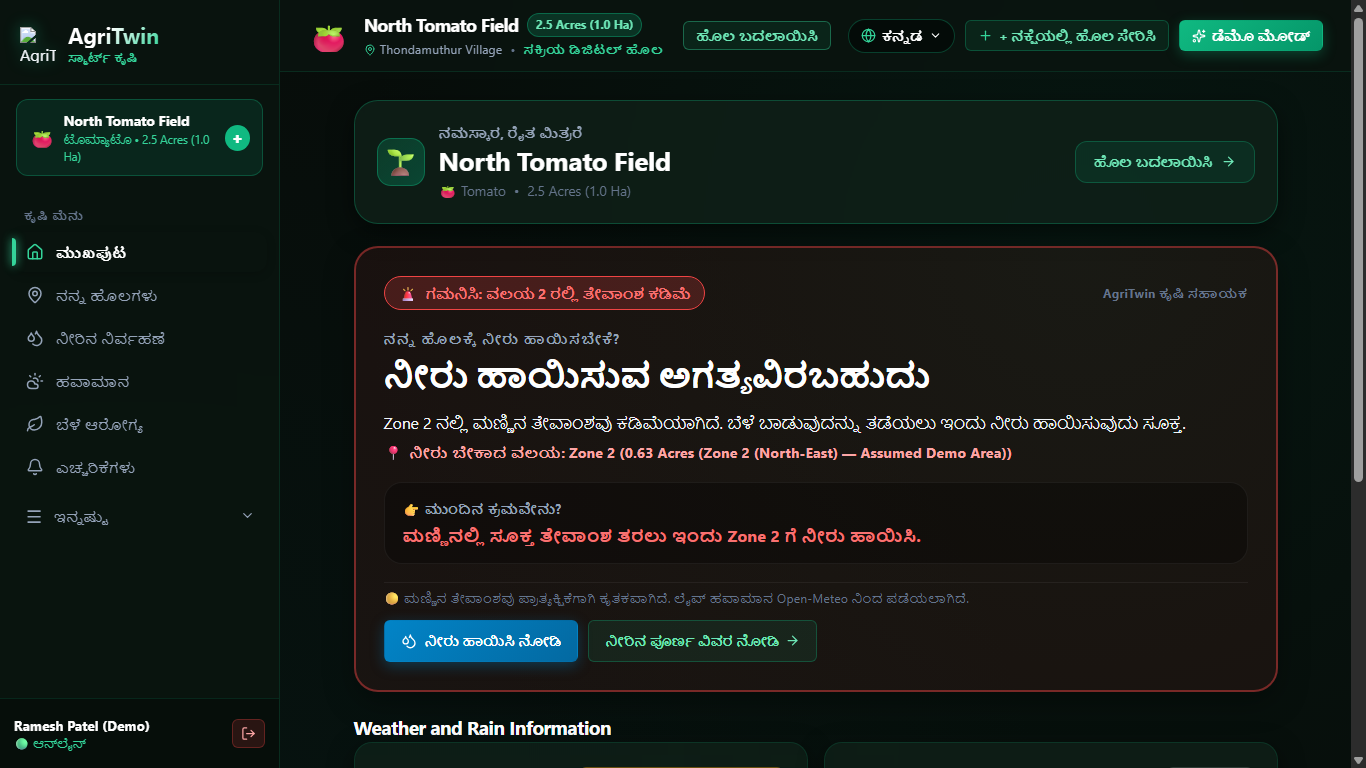 AgriTwin
ಸ್ಮಾರ್ಟ್ ಕೃಷಿ
North Tomato Field
ಟೊಮ್ಯಾಟೊ • 2.5 Acres (1.0 Ha)
+
ಕೃಷಿ ಮೆನು
ಮುಖಪುಟ
ನನ್ನ ಹೊಲಗಳು
ನೀರಿನ ನಿರ್ವಹಣೆ
ಹವಾಮಾನ
ಬೆಳೆ ಆರೋಗ್ಯ
ಎಚ್ಚರಿಕೆಗಳು
ಇನ್ನಷ್ಟು
Ramesh Patel (Demo)
ಆನ್‌ಲೈನ್
North Tomato Field 2.5 Acres (1.0 Ha)
Thondamuthur Village • ಸಕ್ರಿಯ ಡಿಜಿಟಲ್ ಹೊಲ
ಹೊಲ ಬದಲಾಯಿಸಿ
ಕನ್ನಡ
+ + ನಕ್ಷೆಯಲ್ಲಿ ಹೊಲ ಸೇರಿಸಿ
ಡೆಮೊ ಮೋಡ್
ನಮಸ್ಕಾರ, ರೈತ ಮಿತ್ರರೆ
North Tomato Field
Tomato • 2.5 Acres (1.0 Ha)
ಹೊಲ ಬದಲಾಯಿಸಿ →
ಗಮನಿಸಿ: ವಲಯ 2 ರಲ್ಲಿ ತೇವಾಂಶ ಕಡಿಮೆ
AgriTwin ಕೃಷಿ ಸಹಾಯಕ
ನನ್ನ ಹೊಲಕ್ಕೆ ನೀರು ಹಾಯಿಸಬೇಕೆ?
ನೀರು ಹಾಯಿಸುವ ಅಗತ್ಯವಿರಬಹುದು
Zone 2 ನಲ್ಲಿ ಮಣ್ಣಿನ ತೇವಾಂಶವು ಕಡಿಮೆಯಾಗಿದೆ. ಬೆಳೆ ಬಾಡುವುದನ್ನು ತಡೆಯಲು ಇಂದು ನೀರು ಹಾಯಿಸುವುದು ಸೂಕ್ತ.
ನೀರು ಬೇಕಾದ ವಲಯ: Zone 2 (0.63 Acres (Zone 2 (North-East) — Assumed Demo Area))
ಮುಂದಿನ ಕ್ರಮವೇನು?
ಮಣ್ಣಿನಲ್ಲಿ ಸೂಕ್ತ ತೇವಾಂಶ ತರಲು ಇಂದು Zone 2 ಗೆ ನೀರು ಹಾಯಿಸಿ.
ಮಣ್ಣಿನ ತೇವಾಂಶವು ಪ್ರಾತ್ಯಕ್ಷಿಕೆಗಾಗಿ ಕೃತಕವಾಗಿದೆ. ಲೈವ್ ಹವಾಮಾನ Open-Meteo ನಿಂದ ಪಡೆಯಲಾಗಿದೆ.
ನೀರು ಹಾಯಿಸಿ ನೋಡಿ
ನೀರಿನ ಪೂರ್ಣ ವಿವರ ನೋಡಿ →
Weather and Rain Information